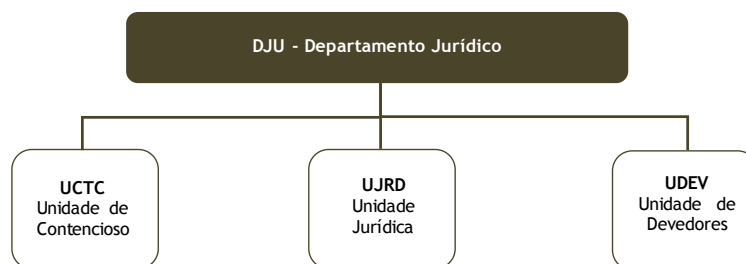 DJU - Departamento Jurídico
UCTC
Unidade de
Contencioso
UJRD
Unidade
Jurídica
UDEV
Unidade de
Devedores